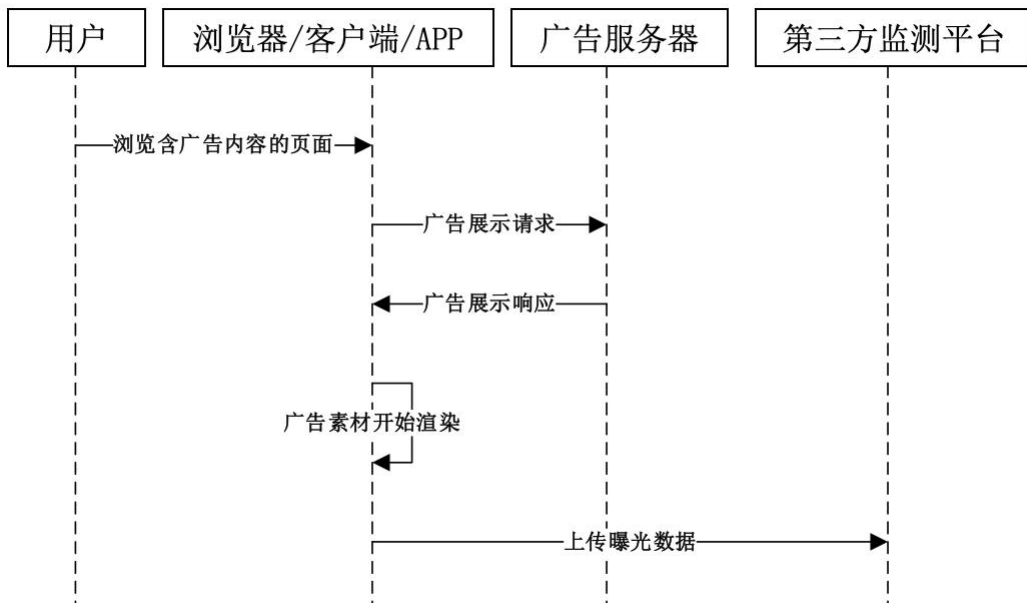 用户
浏览器/客户端/APP
广告服务器
第三方监测平台
浏览含广告内容的页面
广告展示请求
广告展示响应
广告素材开始渲染
上传曝光数据